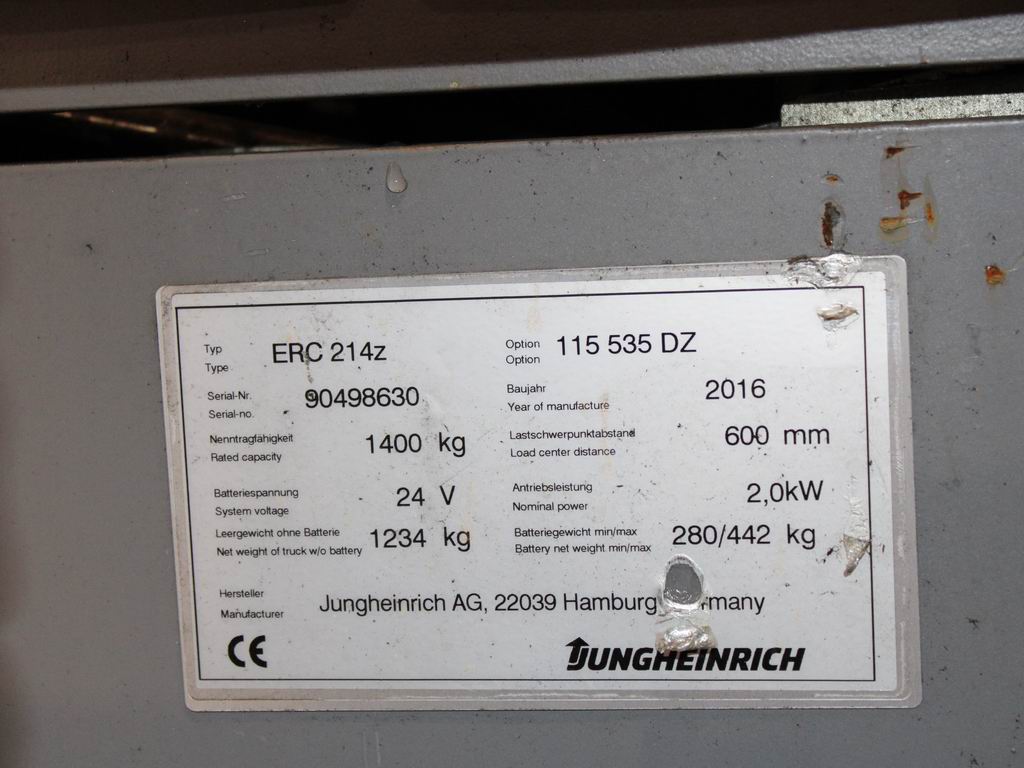 Typ ERC 214z Option 115 535 DZ
Type Option
Serial-Nr. 90498630 Baujahr 2016
Serial-no. Year of manufacture
Nenntragfähigkeit 1400 kg Lastschwerpunktabstand 600 mm
Rated capacity Load center distance
Batteriespannung 24 V Antriebsleistung 2,0kW
System voltage Nominal power
Leergewicht ohne Batterie 1234 kg Batteriegewicht min/max 280/442 kg
Net weight of truck w/o battery Battery net weight min/max
Hersteller Jungheinrich AG, 22039 Hamburg
Manufacturer
CE JUNGHEINRICH